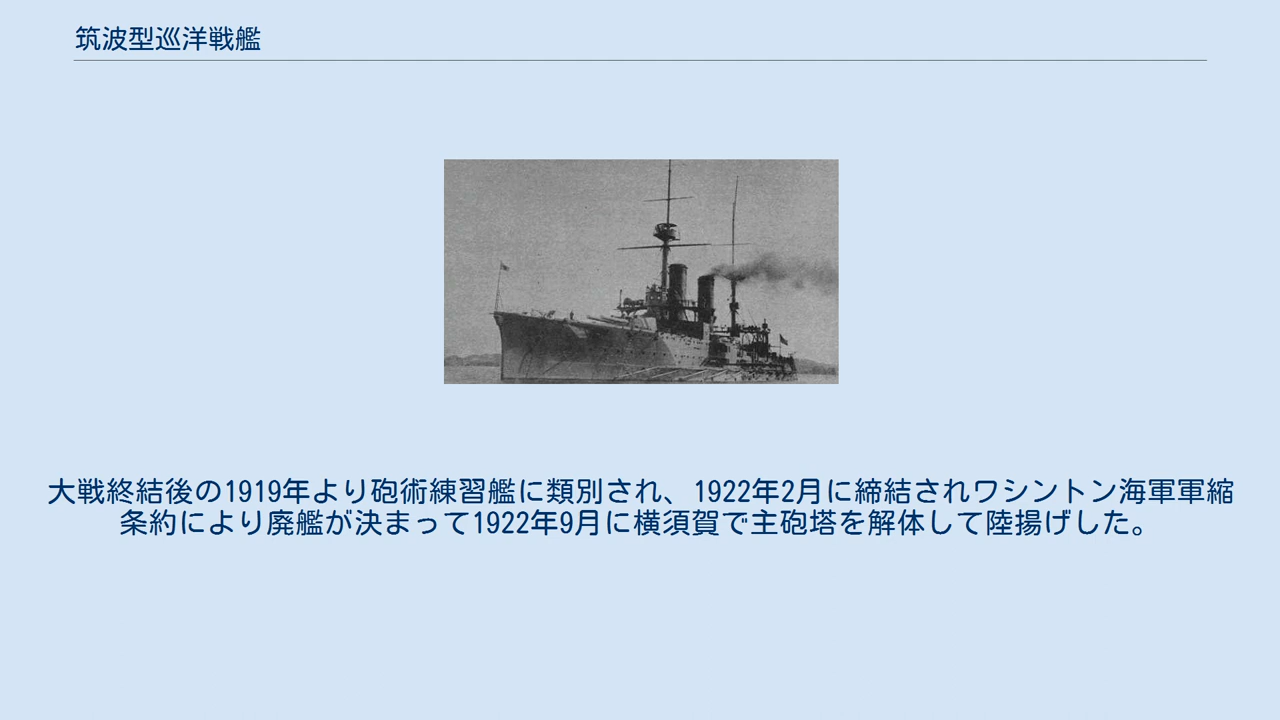 筑波型巡洋戦艦
大戦終結後の1919年より砲術練習艦に類別され、1922年2月に締結されワシントン海軍軍縮
条約により廃艦が決まって1922年9月に横須賀で主砲塔を解体して陸揚げした。